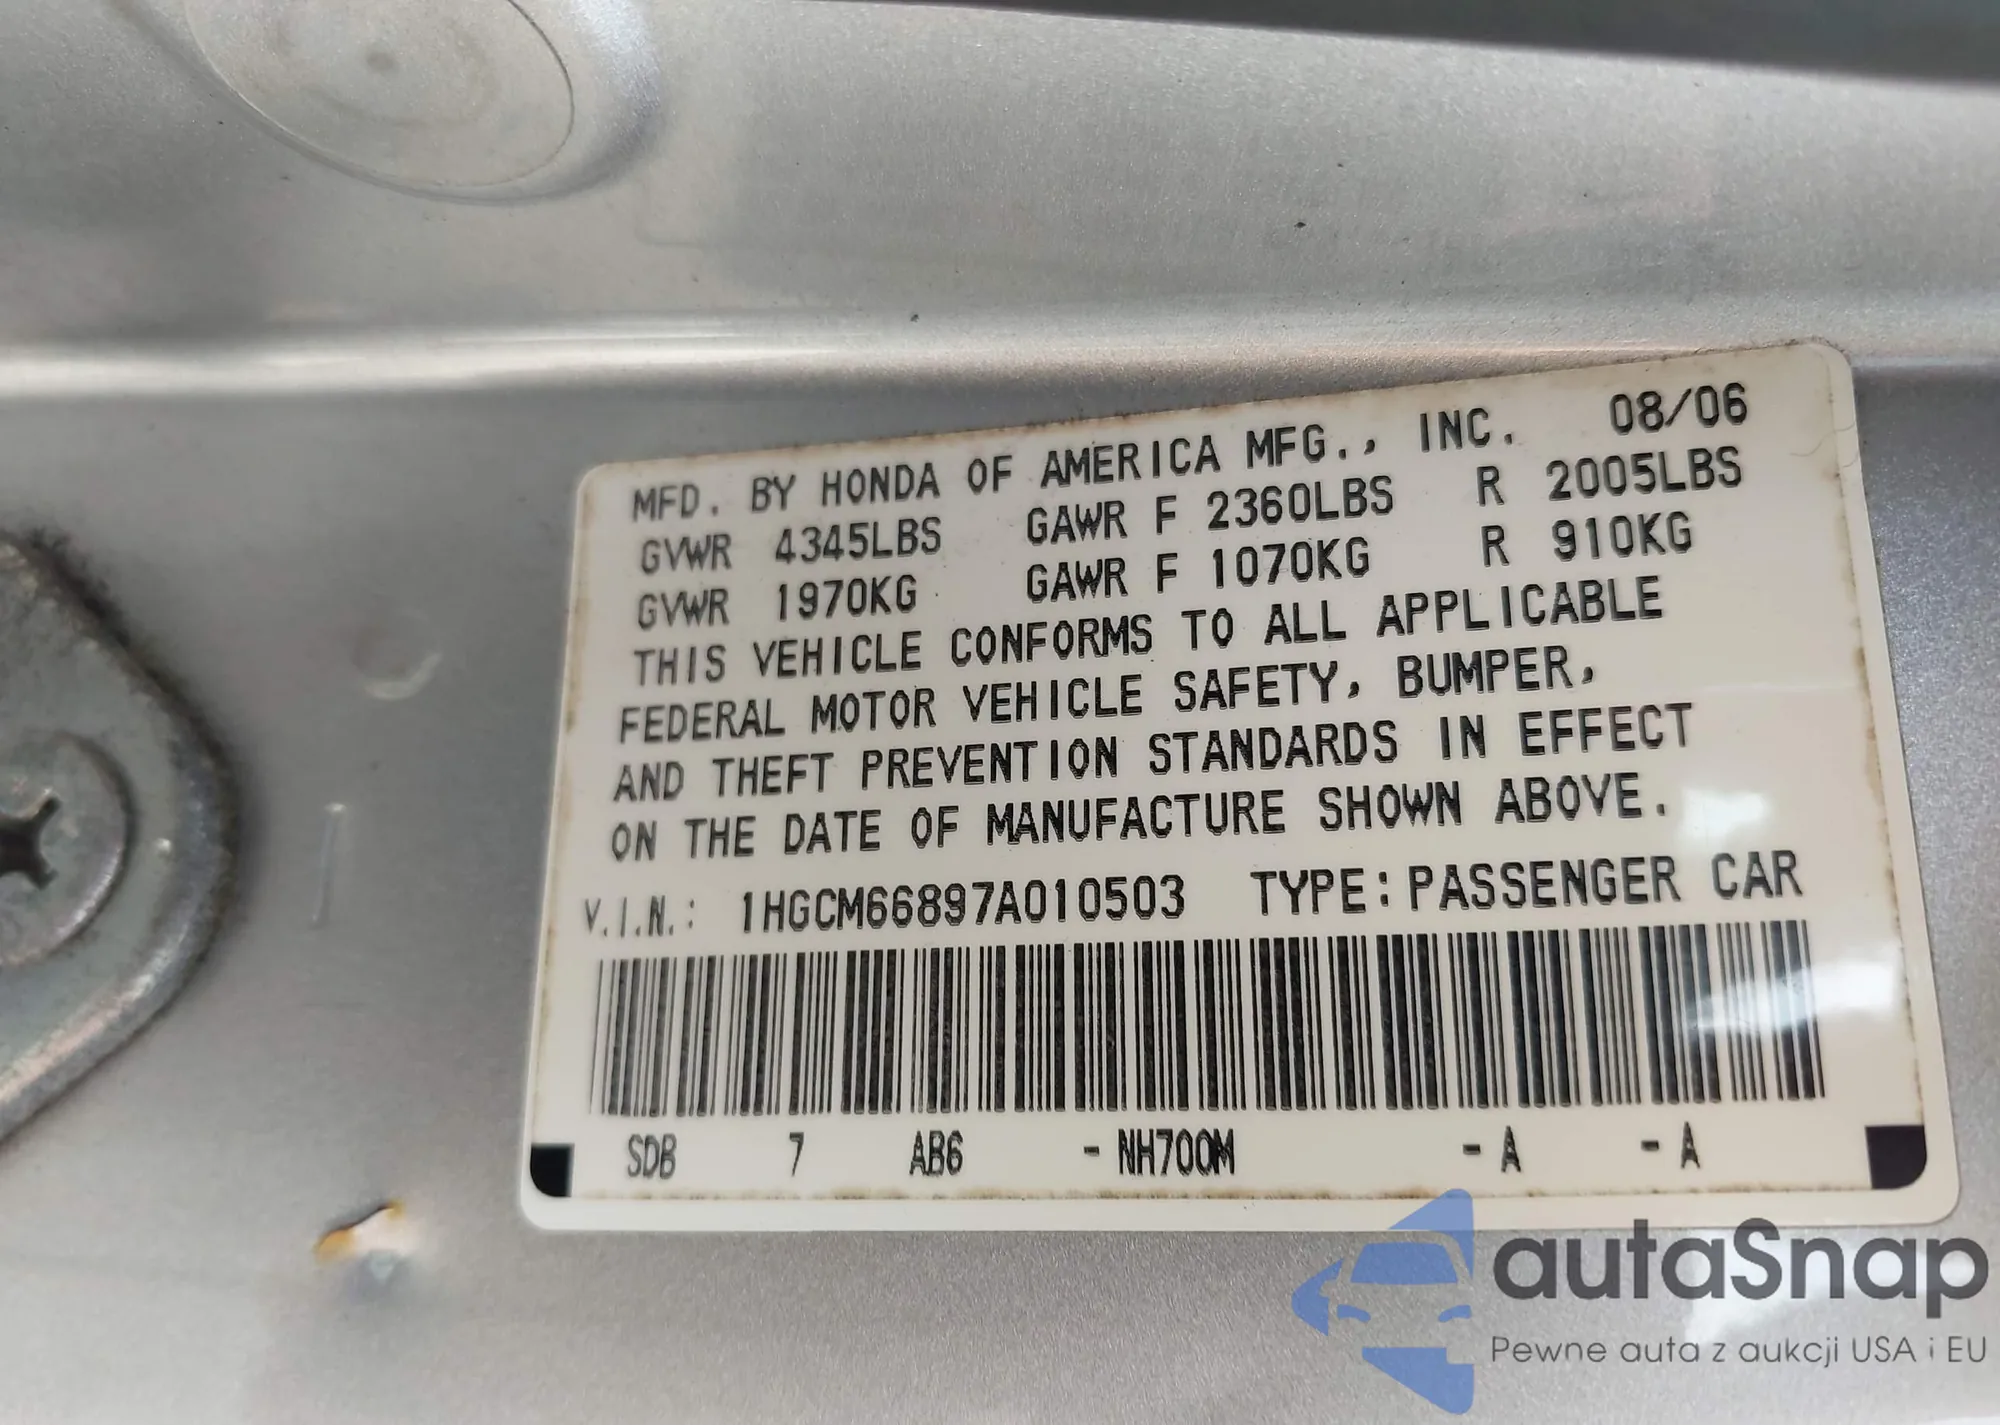 MFD. BY HONDA OF AMERICA MFG., INC. 08/06
GVWR 4345LBS GAWR F 2360LBS R 2005LBS
GVWR 1970KG GAWR F 1070KG R 910KG
THIS VEHICLE CONFORMS TO ALL APPLICABLE
FEDERAL MOTOR VEHICLE SAFETY, BUMPER,
AND THEFT PREVENTION STANDARDS IN EFFECT
ON THE DATE OF MANUFACTURE SHOWN ABOVE.
V.I.N.: 1HGCM66897A010503 TYPE: PASSENGER CAR
SDB 7 AB6 - NH700M - A - A
autaSnap
Pewne auta z aukcji USA i EU